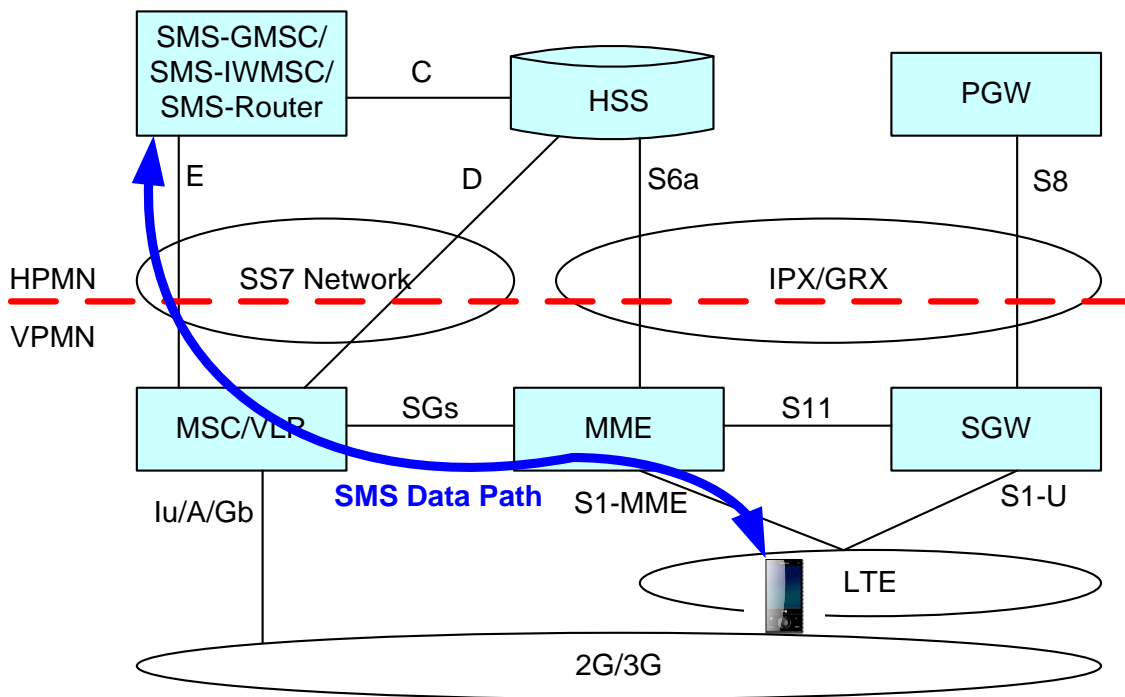 SMS-GMSC/
SMS-IWMSC/
SMS-Router
C
HSS
PGW
E
D
S6a
S8
HPMN
SS7 Network
IPX/GRX
VPMN
MSC/VLR
SGs
MME
S11
SGW
SMS Data Path
Iu/A/Gb
S1-MME
S1-U
LTE
2G/3G